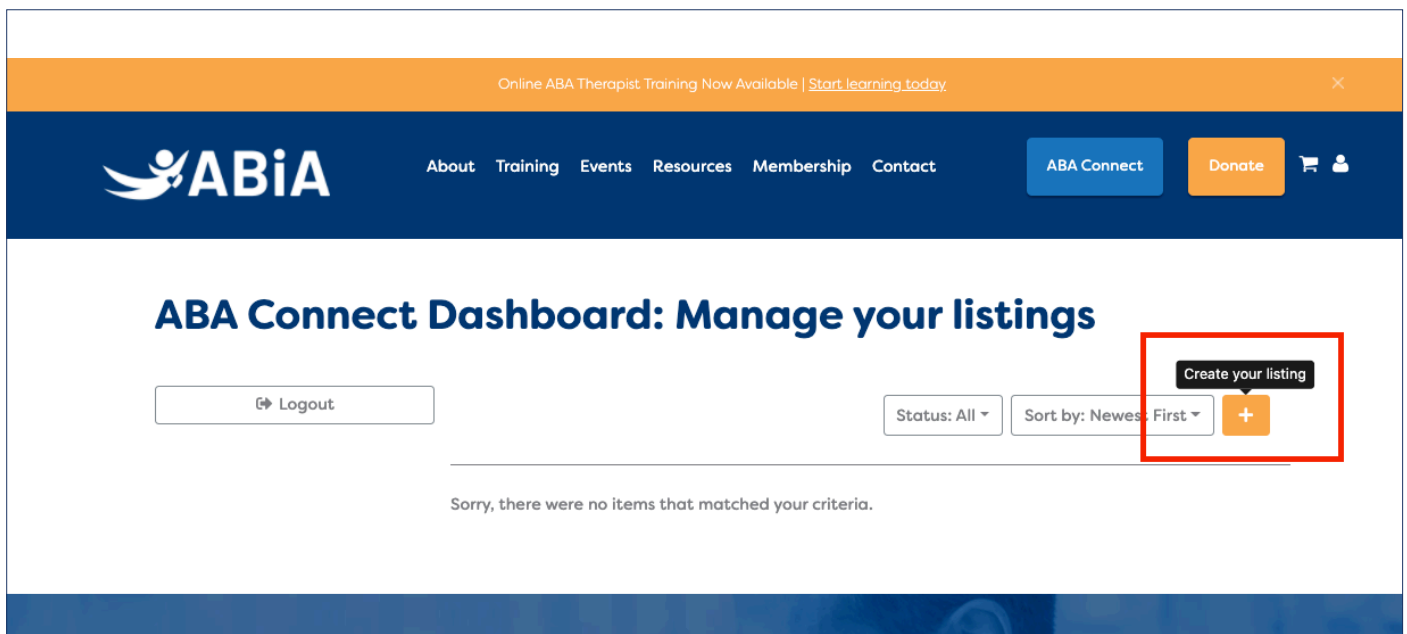 Online ABA Therapist Training Now Available | Start learning today
ABiA
About Training Events Resources Membership Contact ABA Connect Donate
ABA Connect Dashboard: Manage your listings
Create your listing
Logout
Status: All Sort by: Newest First +
Sorry, there were no items that matched your criteria.